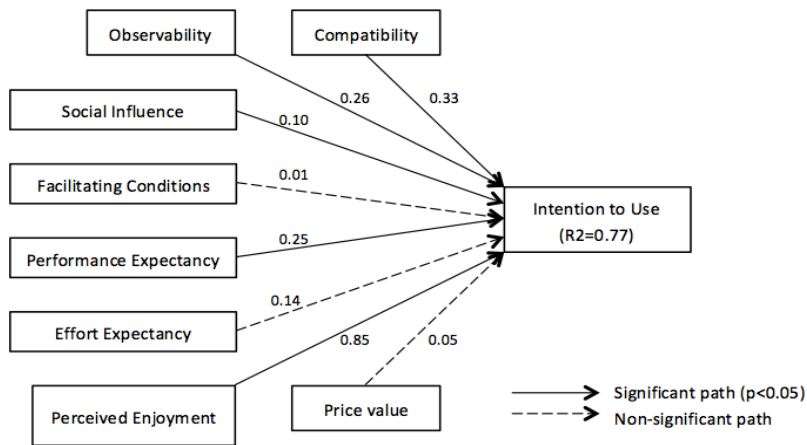 Observability
Compatibility
0.26
0.33
Social Influence
0.10
Facilitating Conditions
0.01
Intention to Use
(R2=0.77)
Performance Expectancy
0.25
Effort Expectancy
0.14
0.85
0.05
Perceived Enjoyment
Price value
Significant path (p<0.05)
Non-significant path